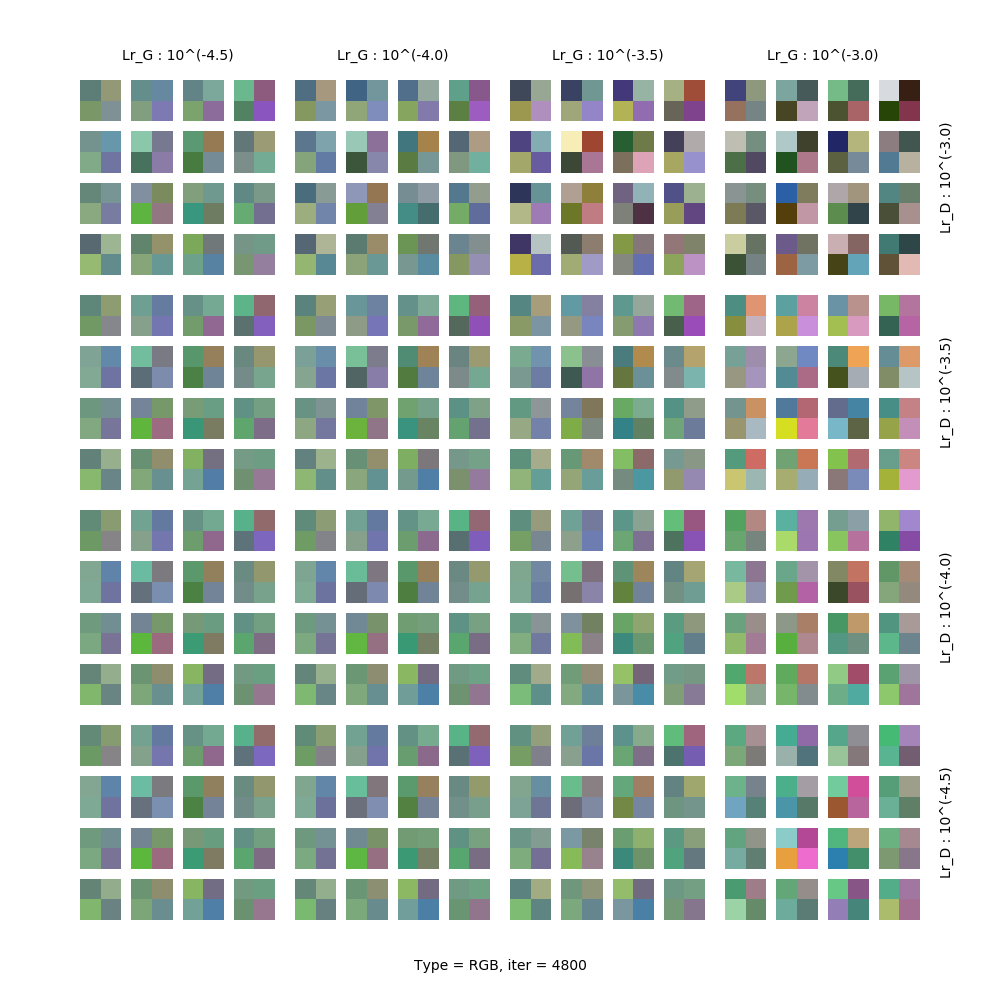 Lr_G : 10^(-4.5)
Lr_G : 10^(-4.0)
Lr_G : 10^(-3.5)
Lr_G : 10^(-3.0)
Lr_D : 10^(-3.0)
Lr_D : 10^(-3.5)
Lr_D : 10^(-4.0)
Lr_D : 10^(-4.5)
Type = RGB, iter = 4800